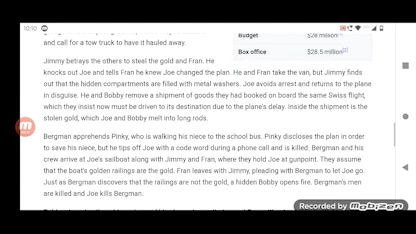 10:10
and call for a tow truck to have it hauled away.
Budget $28 million
Box office $28.5 million[2]
Jimmy betrays the others to steal the gold and Fran. He
knocks out Joe and tells Fran he knew Joe changed the plan. He and Fran take the van, but Jimmy finds
out that the hidden compartments are filled with metal washers. Joe avoids arrest and returns to the plane
in disguise. He and Bobby remove a shipment of goods they had booked on board the same Swiss flight,
which they insist now must be driven to its destination due to the plane's delay. Inside the shipment is the
stolen gold, which Joe and Bobby melt into long rods.
Bergman apprehends Pinky, who is walking his niece to the school bus. Pinky discloses the plan in order
to save his niece, but he tips off Joe with a code word during a phone call and is killed. Bergman and his
crew arrive at Joe's sailboat along with Jimmy and Fran, where they hold Joe at gunpoint. They assume
that the boat's golden railings are the gold. Fran leaves with Jimmy, pleading with Bergman to let Joe go.
Just as Bergman discovers that the railings are not the gold, a hidden Bobby opens fire. Bergman's men
are killed and Joe kills Bergman.
Recorded by mobizen